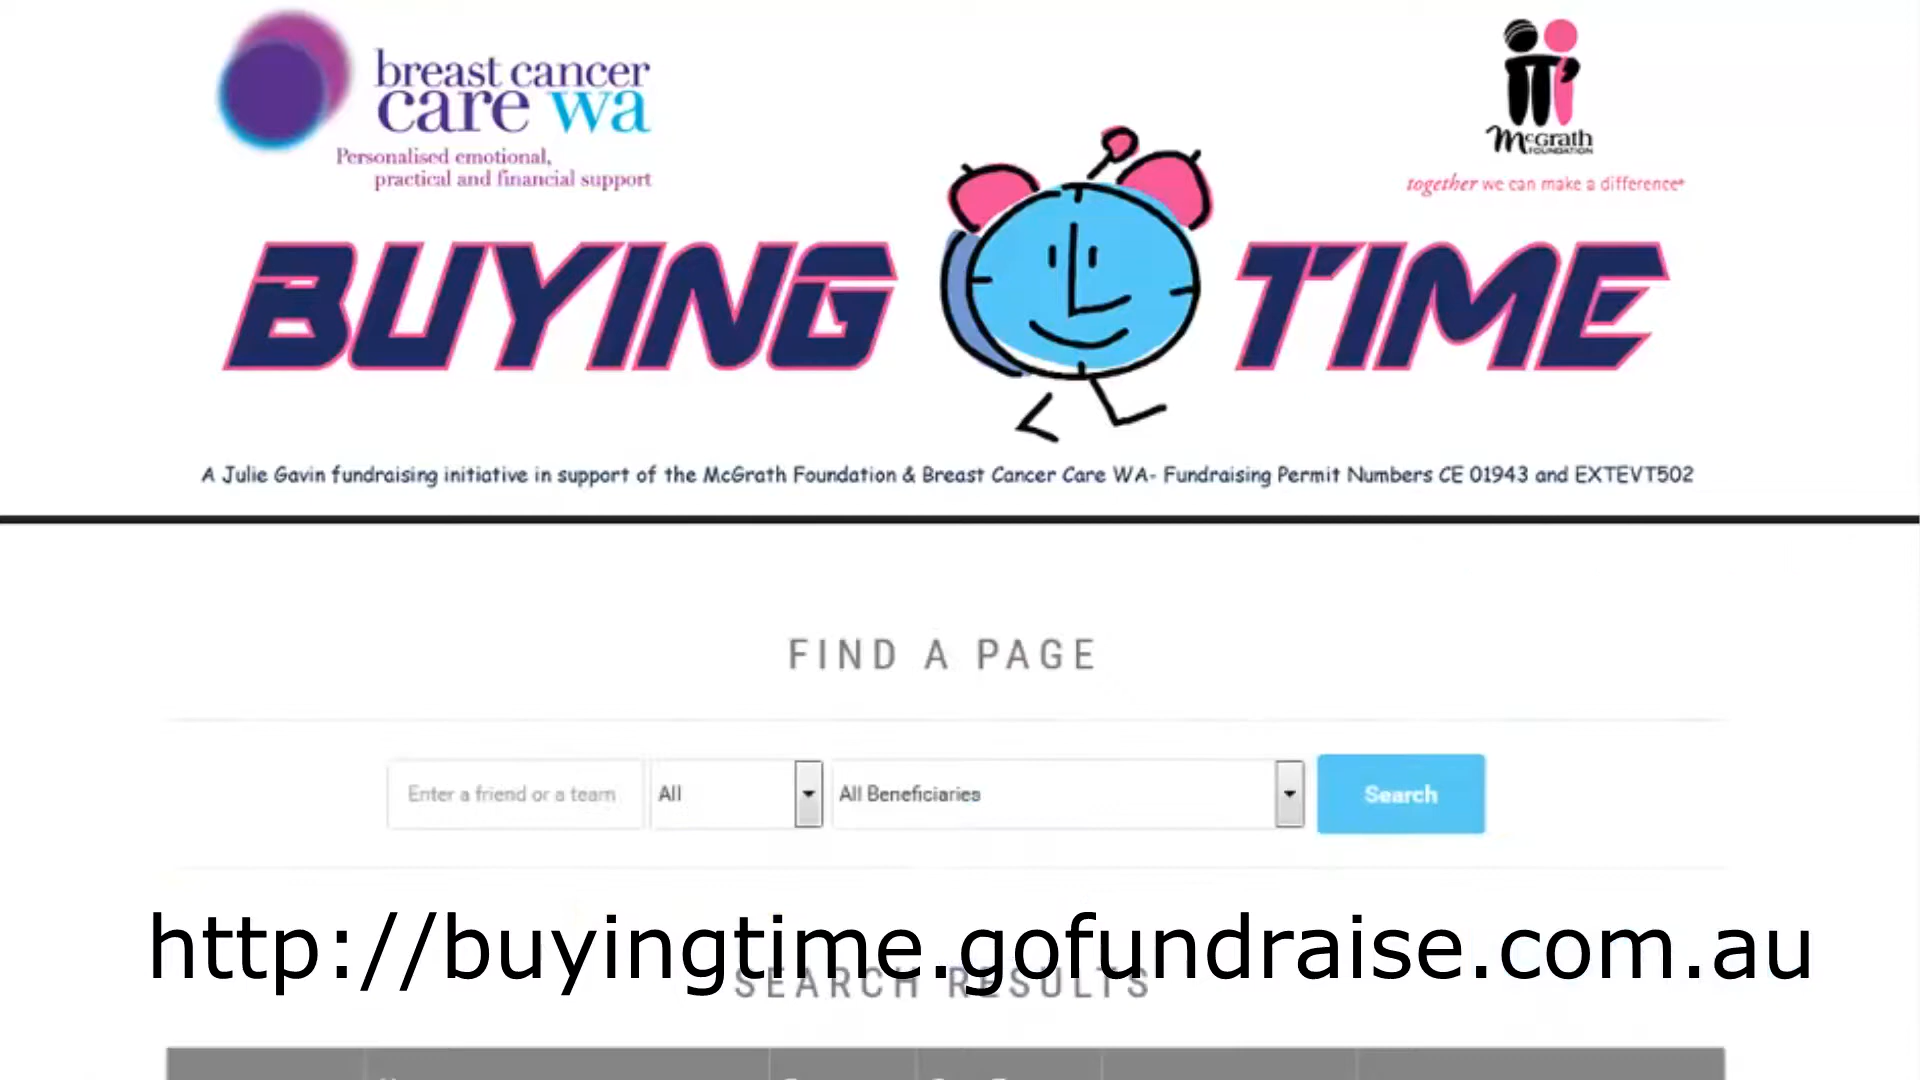 breast cancer
care wa
Personalised emotional,
practical and financial support
McGrath
FOUNDATION
together we can make a difference
BUYING TIME
A Julie Gavin fundraising initiative in support of the McGrath Foundation & Breast Cancer Care WA- Fundraising Permit Numbers CE 01943 and EXTEVT502
FIND A PAGE
Enter a friend or a team
All
All Beneficiaries
Search
http://buyingtime.gofundraise.com.au
SEARCH RESULTS